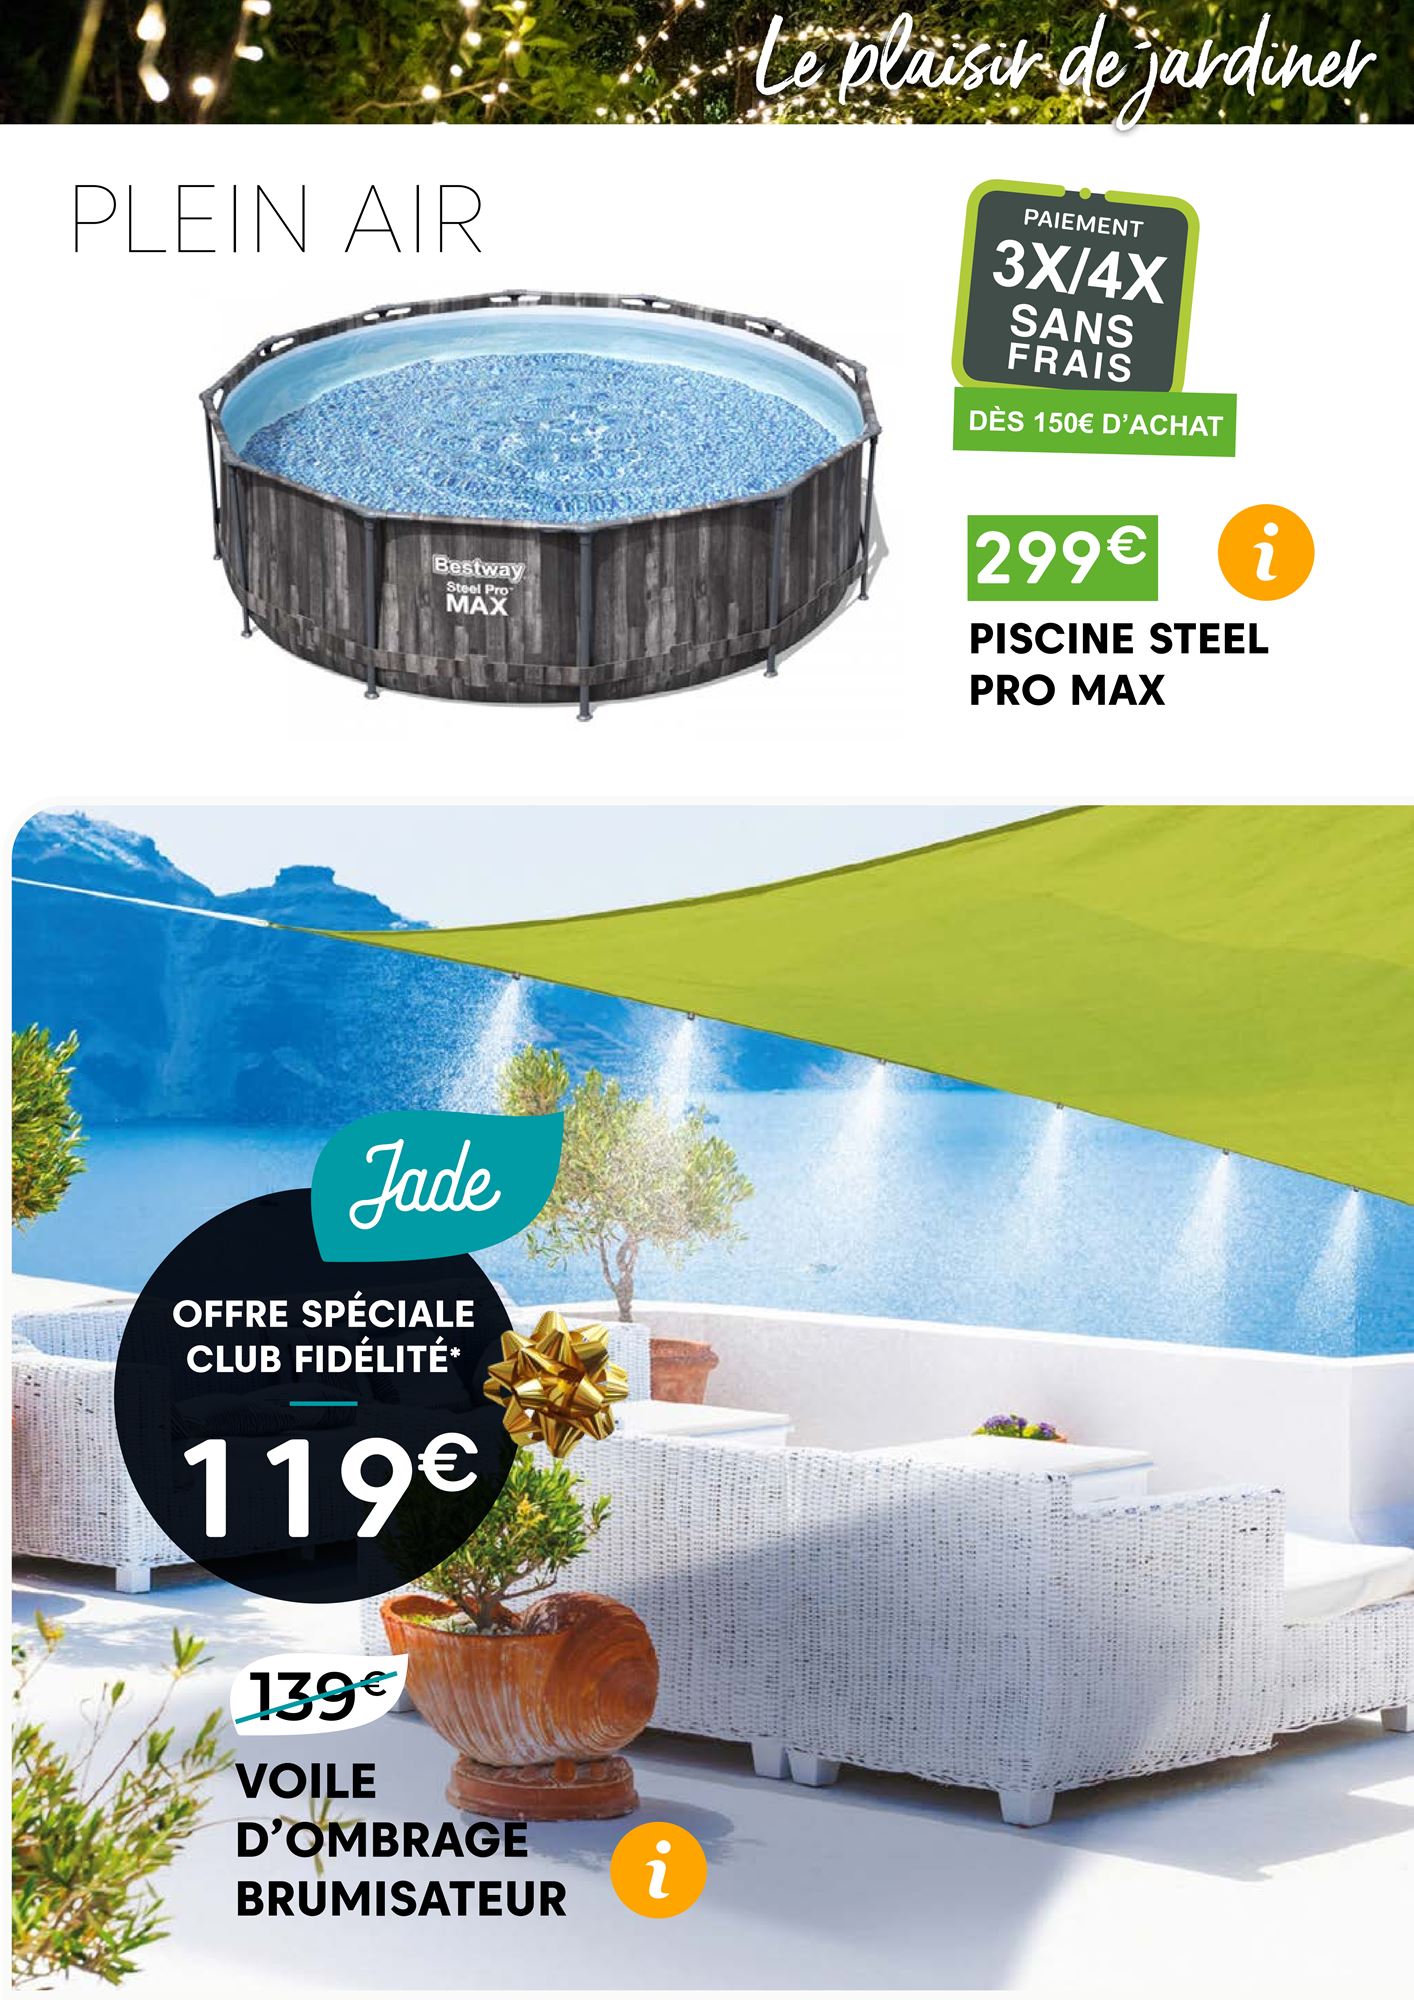 Le plaisir de jardiner
PLEIN AIR
PAIEMENT
3X/4X
SANS
FRAIS
DÈS 150€ D'ACHAT
Bestway
Steel Pro™
MAX
299€
i
PISCINE STEEL
PRO MAX
Jade
OFFRE SPÉCIALE
CLUB FIDÉLITÉ*
119€
139€
VOILE
D'OMBRAGE
BRUMISATEUR
i